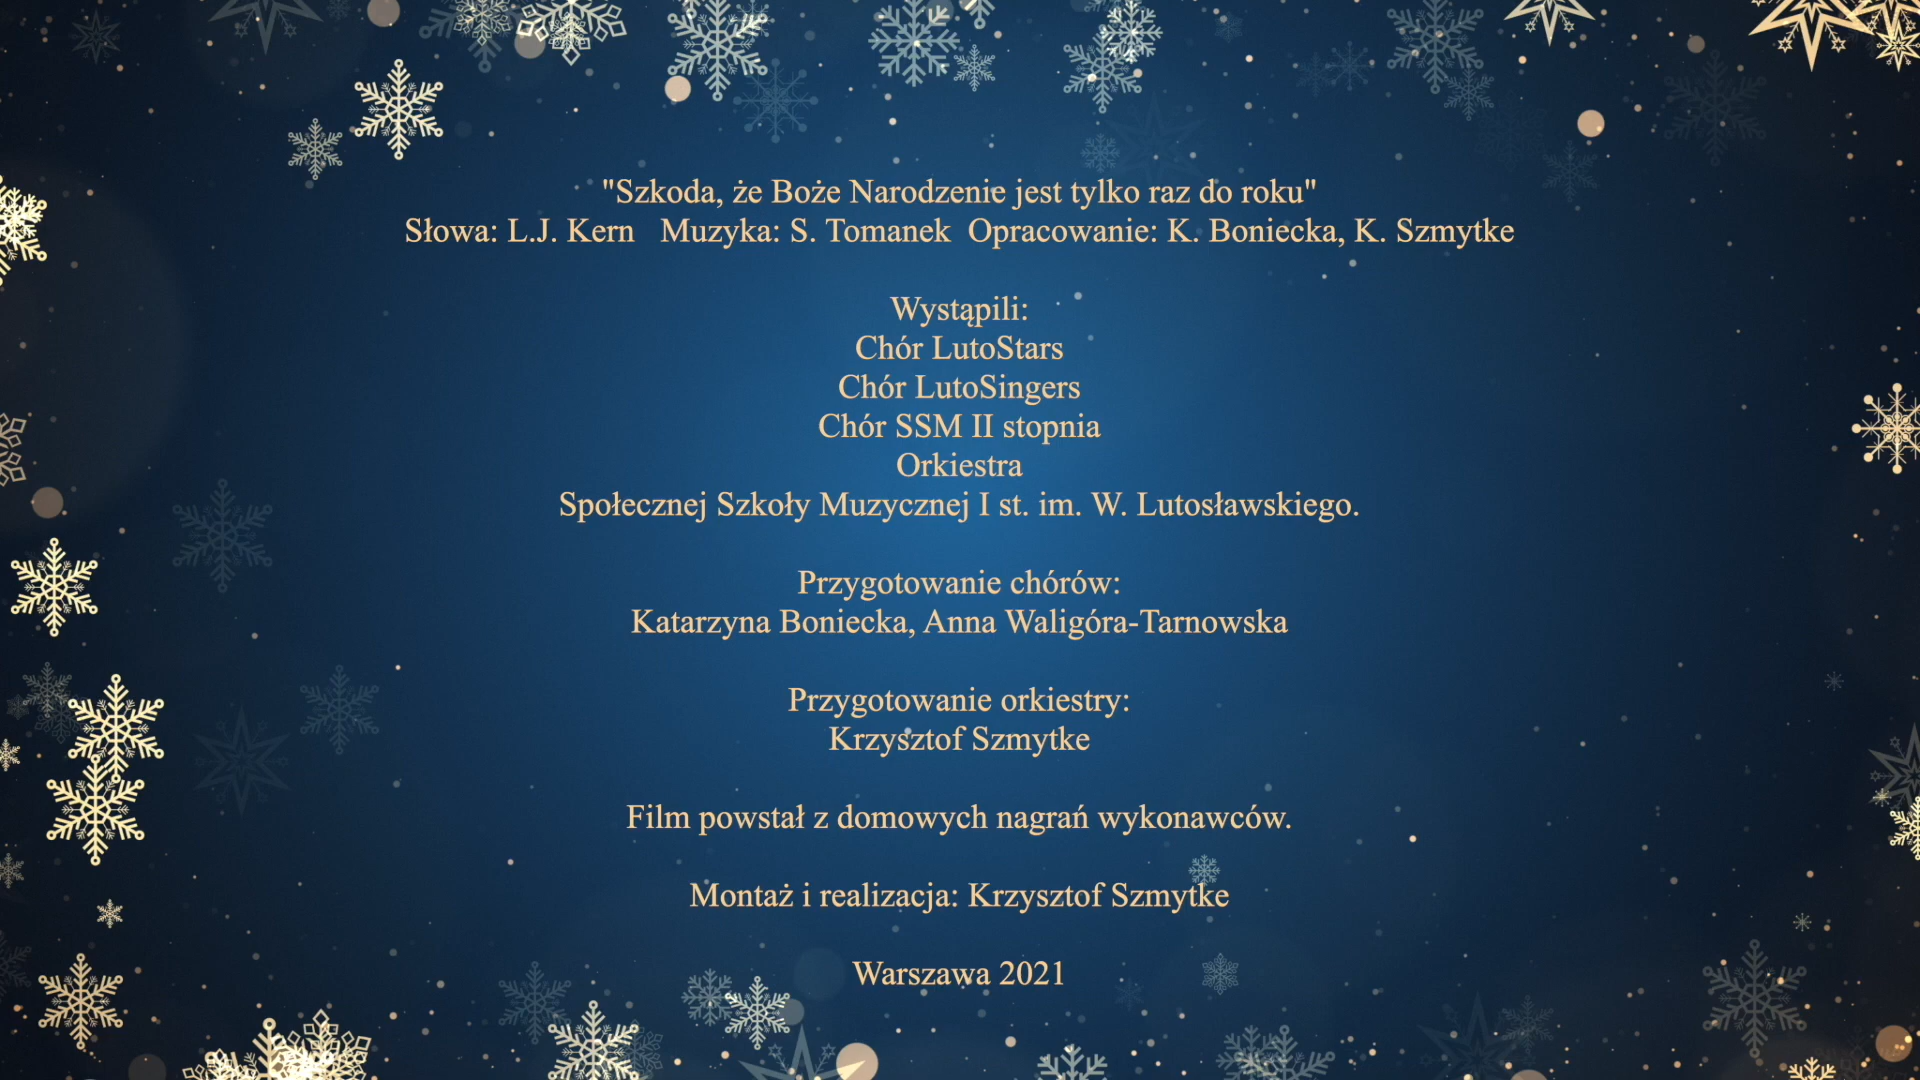 "Szkoda, że Boże Narodzenie jest tylko raz do roku"
Słowa: L.J. Kern   Muzyka: S. Tomanek  Opracowanie: K. Boniecka, K. Szmytke
Wystąpili:
Chór LutoStars
Chór LutoSingers
Chór SSM II stopnia
Orkiestra
Społecznej Szkoły Muzycznej I st. im. W. Lutosławskiego.
Przygotowanie chórów:
Katarzyna Boniecka, Anna Waligóra-Tarnowska
Przygotowanie orkiestry:
Krzysztof Szmytke
Film powstał z domowych nagrań wykonawców.
Montaż i realizacja: Krzysztof Szmytke
Warszawa 2021